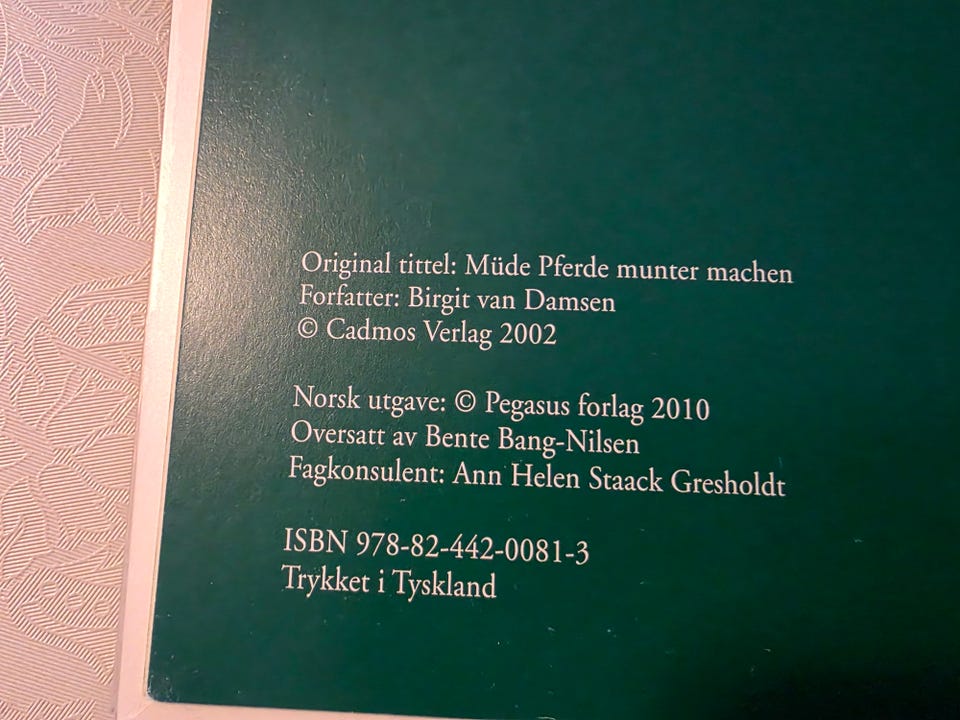 Original tittel: Müde Pferde munter machen
Forfatter: Birgit van Damsen
© Cadmos Verlag 2002
Norsk utgave: © Pegasus forlag 2010
Oversatt av Bente Bang-Nilsen
Fagkonsulent: Ann Helen Staack Gresholdt
ISBN 978-82-442-0081-3
Trykket i Tyskland